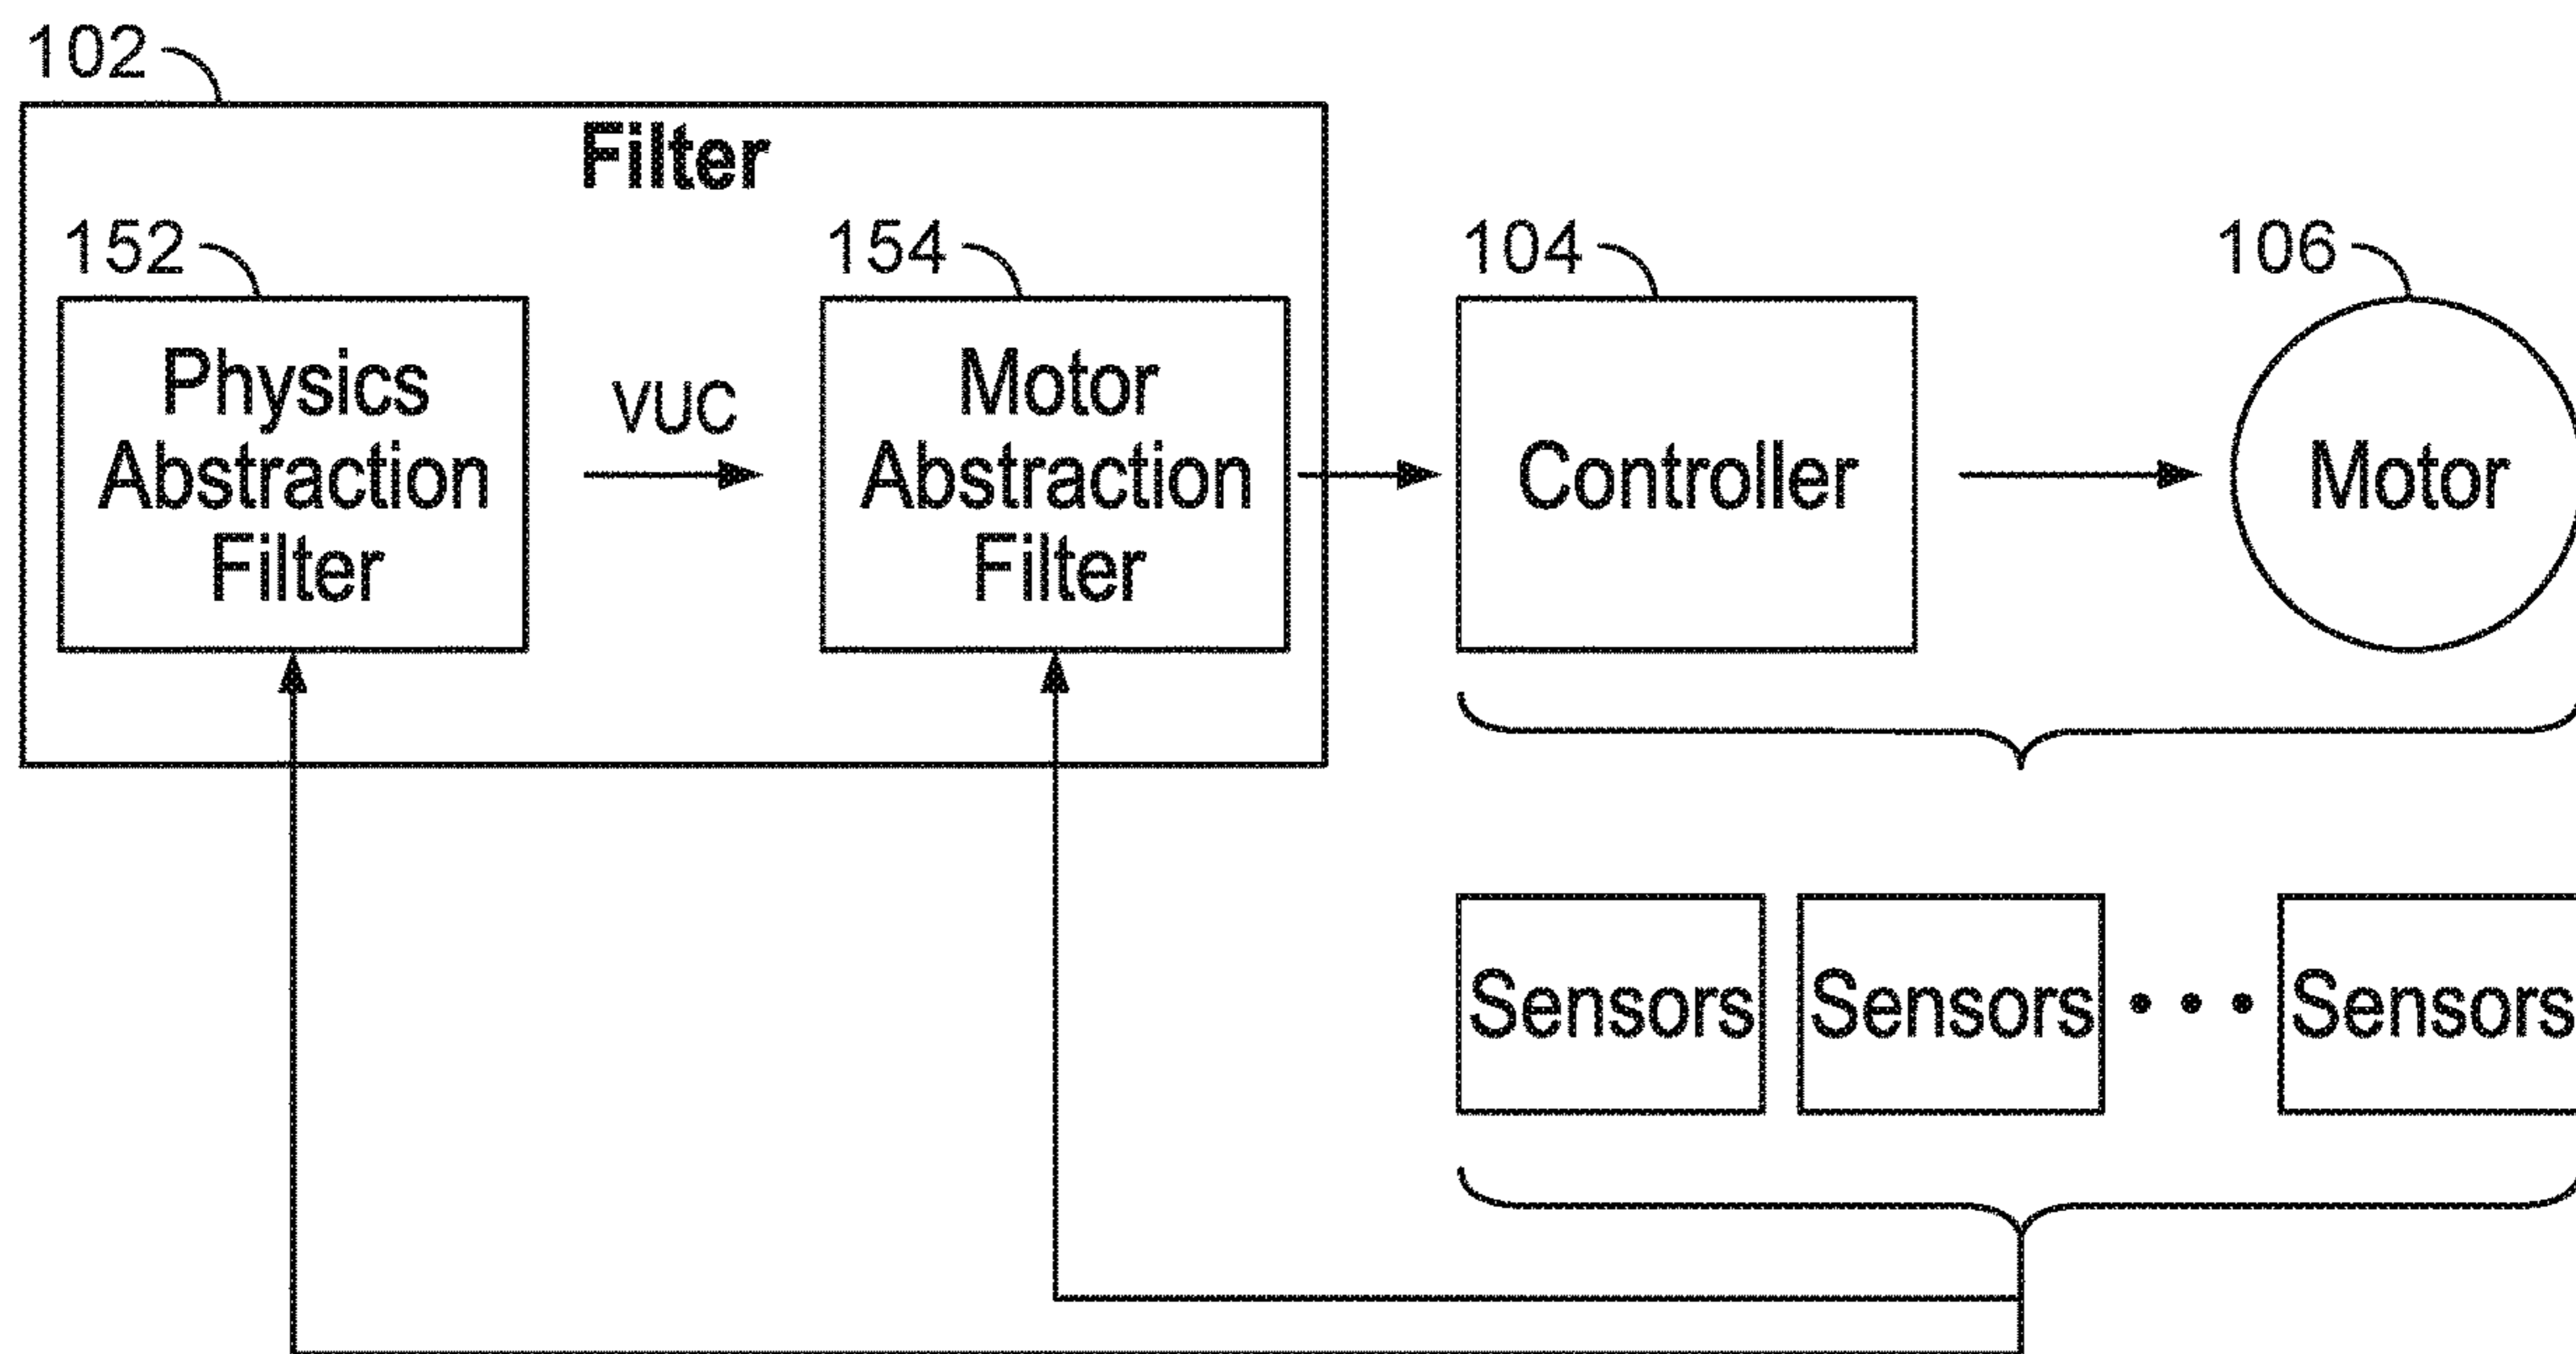 102
Filter
152
154
104
106
Physics
Abstraction
Filter
VUC
Motor
Abstraction
Filter
Controller
Motor
Sensors
Sensors
• • •
Sensors